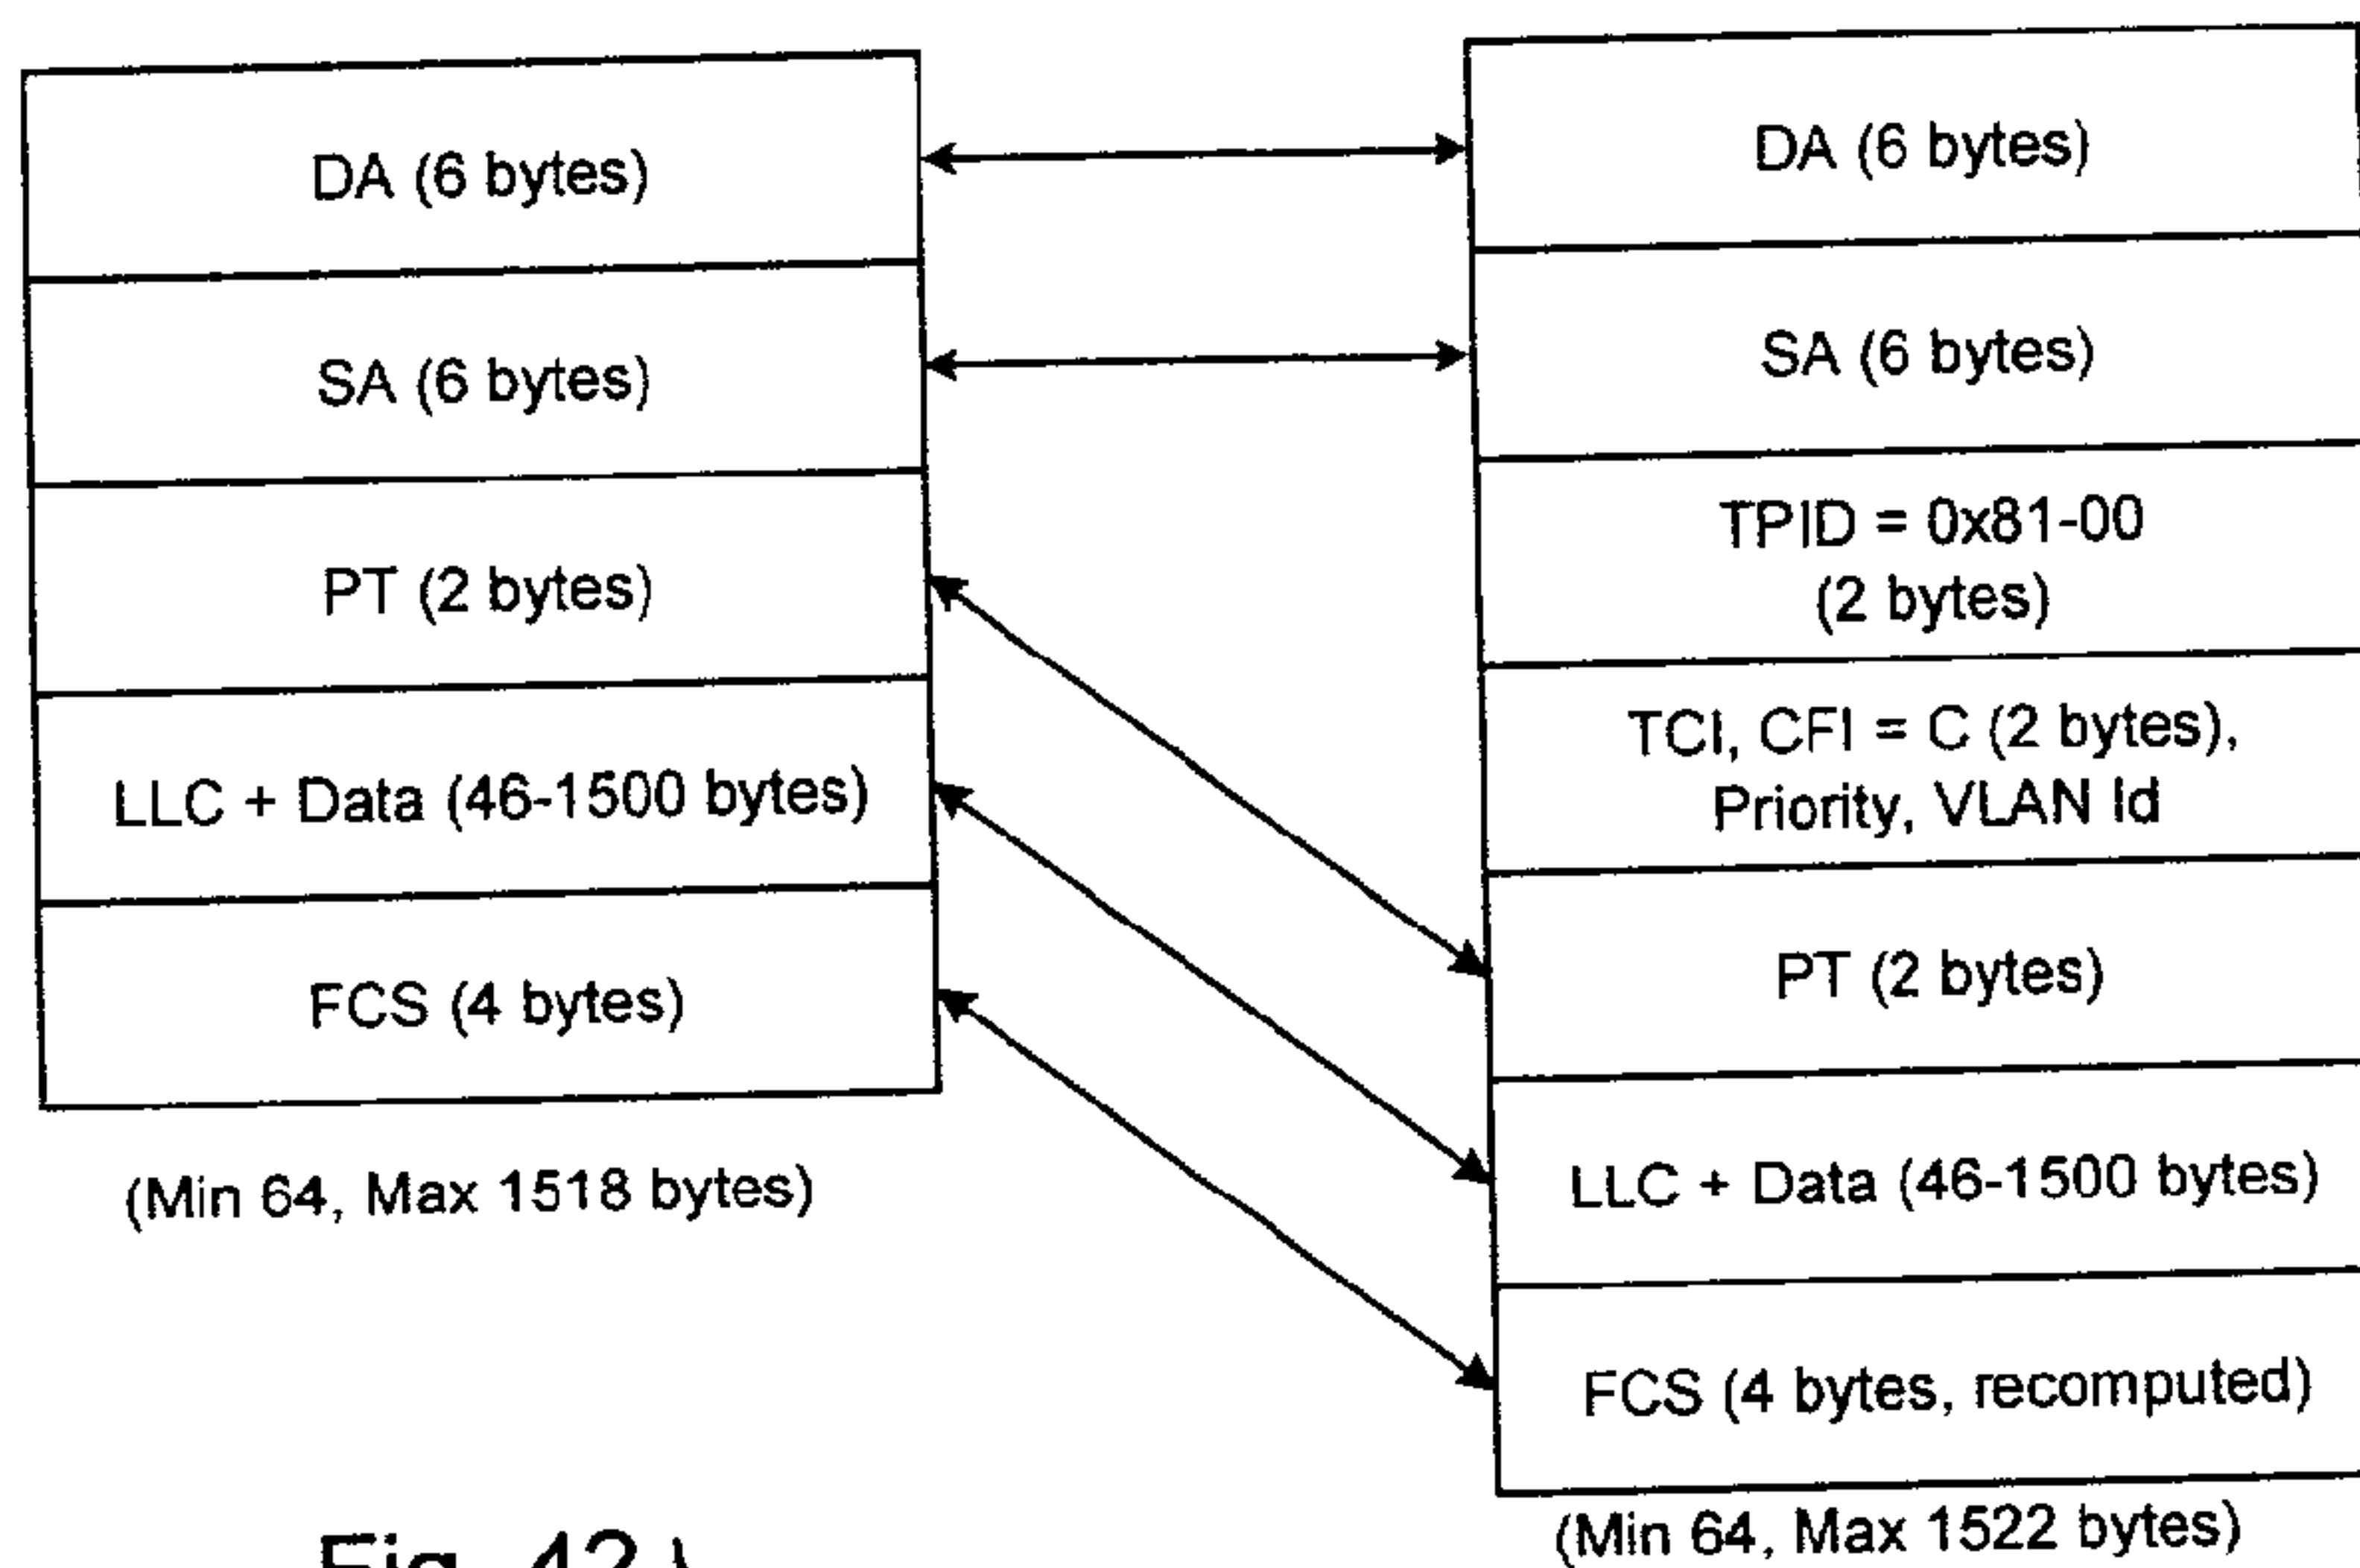 DA (6 bytes)
SA (6 bytes)
PT (2 bytes)
LLC + Data (46-1500 bytes)
FCS (4 bytes)
(Min 64, Max 1518 bytes)
DA (6 bytes)
SA (6 bytes)
TPID = 0x81-00
(2 bytes)
TCI, CFI = C (2 bytes),
Priority, VLAN Id
PT (2 bytes)
LLC + Data (46-1500 bytes)
FCS (4 bytes, recomputed)
(Min 64, Max 1522 bytes)
Fig. 42